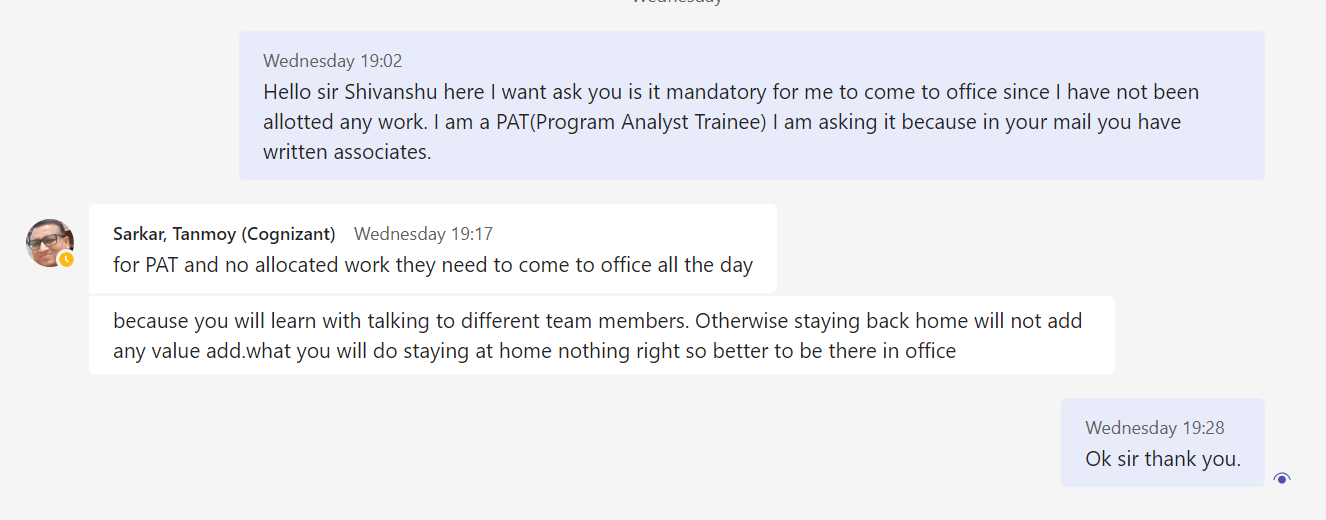 Wednesday
Wednesday 19:02
Hello sir Shivanshu here I want ask you is it mandatory for me to come to office since I have not been
allotted any work. I am a PAT(Program Analyst Trainee) I am asking it because in your mail you have
written associates.
Sarkar, Tanmoy (Cognizant) Wednesday 19:17
for PAT and no allocated work they need to come to office all the day
because you will learn with talking to different team members. Otherwise staying back home will not add
any value add.what you will do staying at home nothing right so better to be there in office
Wednesday 19:28
Ok sir thank you.